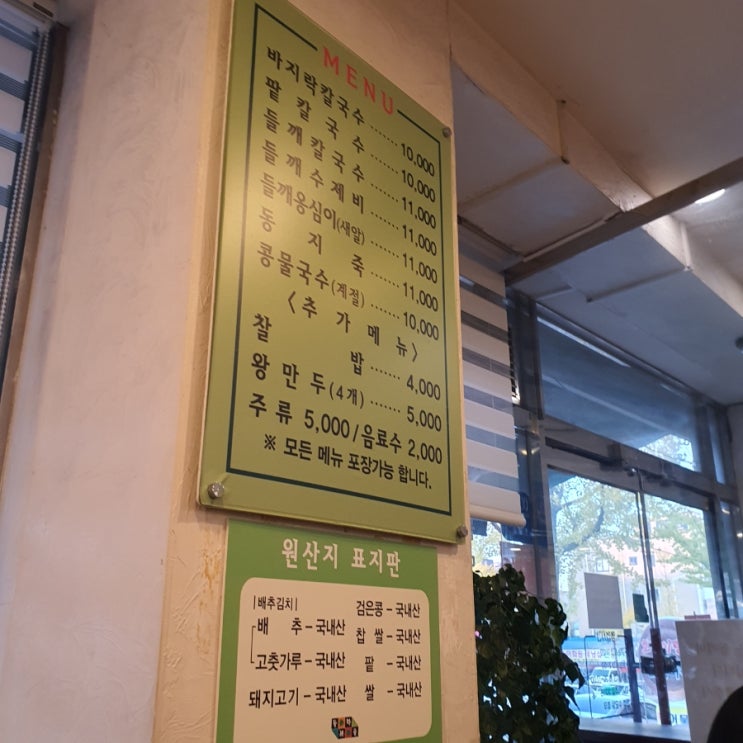 MENU
바지락칼국수 ....... 10,000
팥 칼 국 수 ....... 10,000
들깨칼국수 ....... 11,000
들깨수제비 ....... 11,000
들깨옹심이(새알) ....... 11,000
동 지 죽 ....... 11,000
콩물국수(계절) ....... 10,000
<추 가 메 뉴>
찰 밥 ....... 4,000
왕 만 두(4개) ....... 5,000
주 류 5,000/음료수 2,000
※ 모든 메뉴 포장가능 합니다.
원산지 표지판
|배추김치|
배 추 - 국내산
고춧가루 - 국내산
돼지고기 - 국내산
검은콩 - 국내산
찹 쌀 - 국내산
팥 - 국내산
쌀 - 국내산